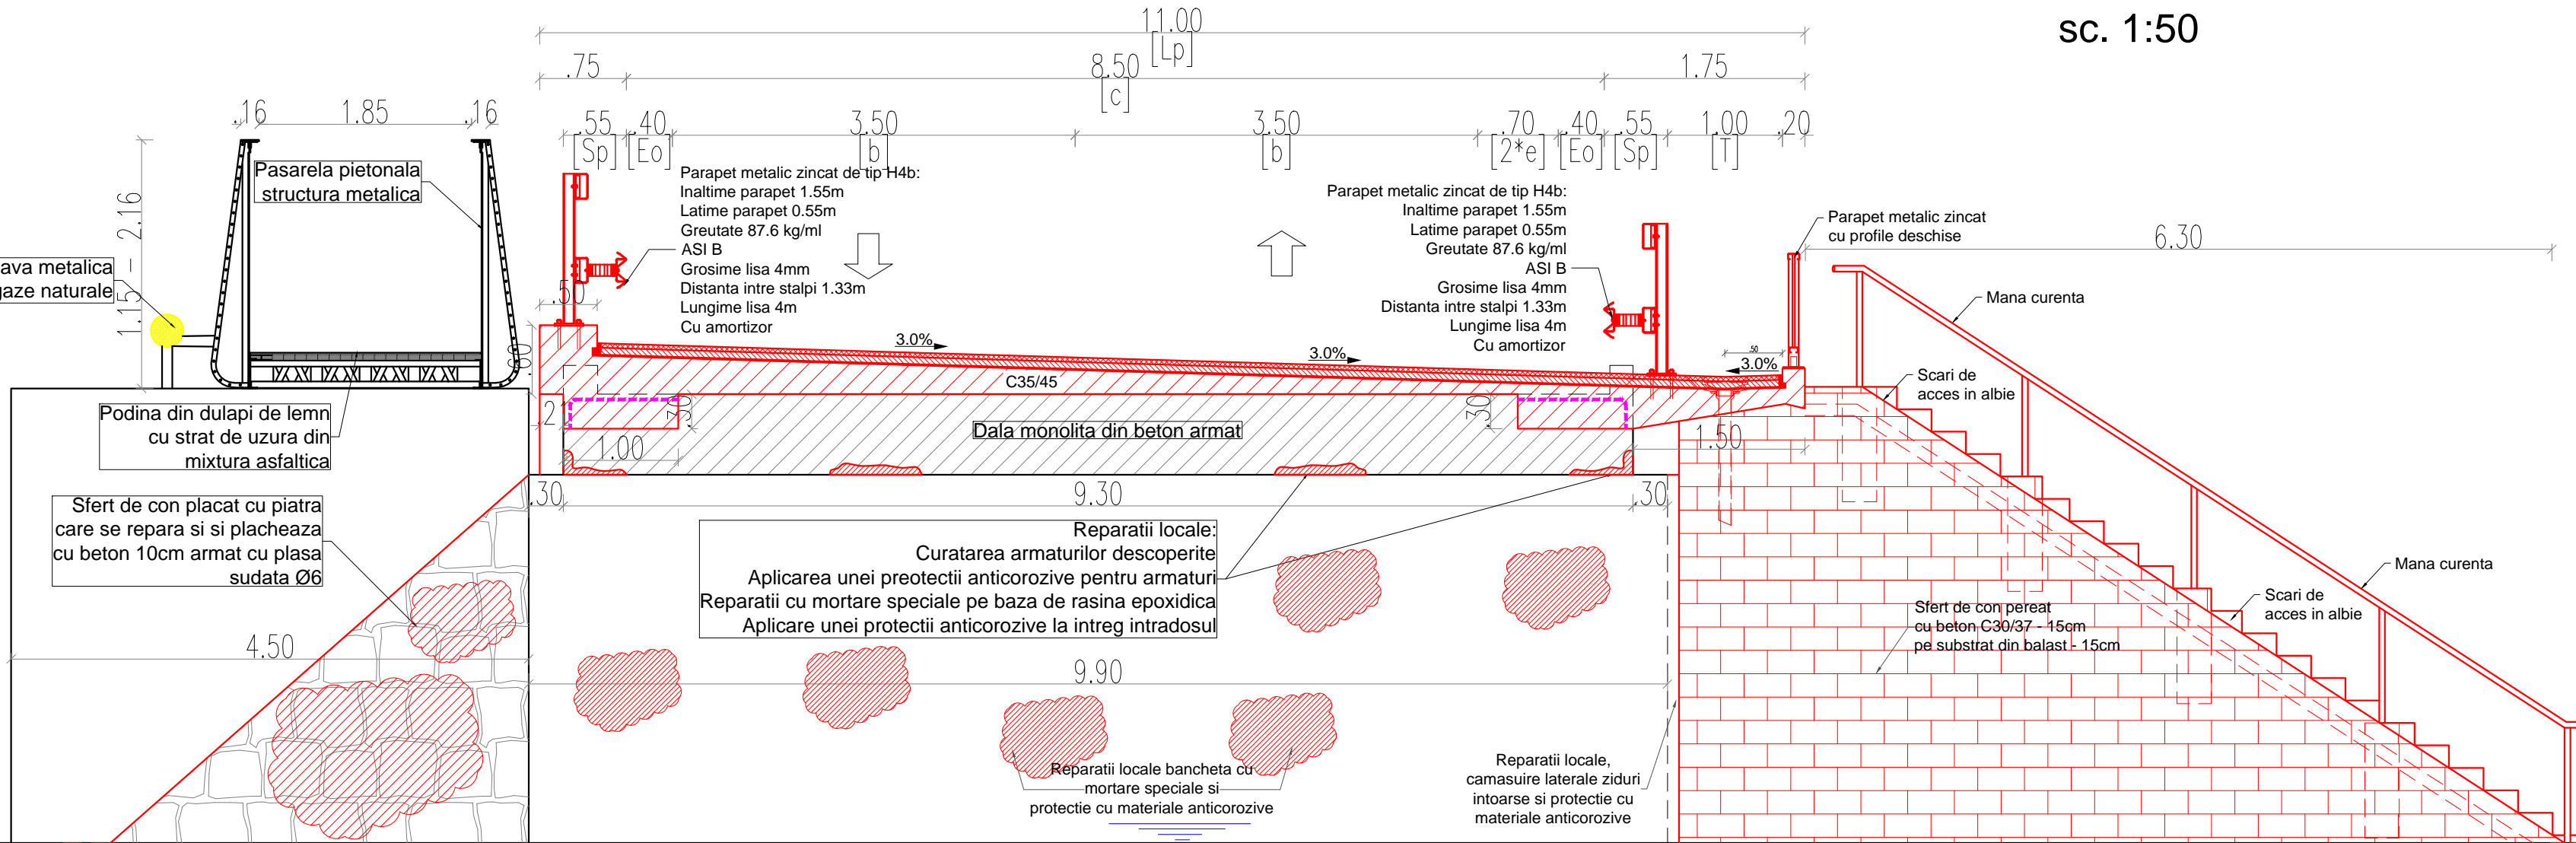 sc. 1:50
11.00
[Lp]
.75
8.50
[c]
1.75
.16
1.85
.16
.55
[Sp]
.40
[Eo]
3.50
[b]
3.50
[b]
.70
[2*e]
.40
[Eo]
.55
[Sp]
1.00
[T]
.20
Pasarela pietonala
structura metalica
1.15 - 2.16
ava metalica
gaze naturale
Parapet metalic zincat de tip H4b:
Inaltime parapet 1.55m
Latime parapet 0.55m
Greutate 87.6 kg/ml
ASI B
Grosime lisa 4mm
Distanta intre stalpi 1.33m
Lungime lisa 4m
Cu amortizor
Parapet metalic zincat de tip H4b:
Inaltime parapet 1.55m
Latime parapet 0.55m
Greutate 87.6 kg/ml
ASI B
Grosime lisa 4mm
Distanta intre stalpi 1.33m
Lungime lisa 4m
Cu amortizor
Parapet metalic zincat
cu profile deschise
6.30
Mana curenta
.50
3.0%
3.0%
.50
3.0%
C35/45
Scari de
acces in albie
Podina din dulapi de lemn
cu strat de uzura din
mixtura asfaltica
.30
.30
Dala monolita din beton armat
1.00
1.50
Sfert de con placat cu piatra
care se repara si si placheaza
cu beton 10cm armat cu plasa
sudata Ø6
.30
9.30
.30
Reparatii locale:
Curatarea armaturilor descoperite
Aplicarea unei preotectii anticorozive pentru armaturi
Reparatii cu mortare speciale pe baza de rasina epoxidica
Aplicare unei protectii anticorozive la intreg intradosul
Mana curenta
Scari de
acces in albie
Sfert de con pereat
cu beton C30/37 - 15cm
pe substrat din balast - 15cm
4.50
9.90
Reparatii locale bancheta cu
mortare speciale si
protectie cu materiale anticorozive
Reparatii locale,
camasuire laterale ziduri
intoarse si protectie cu
materiale anticorozive